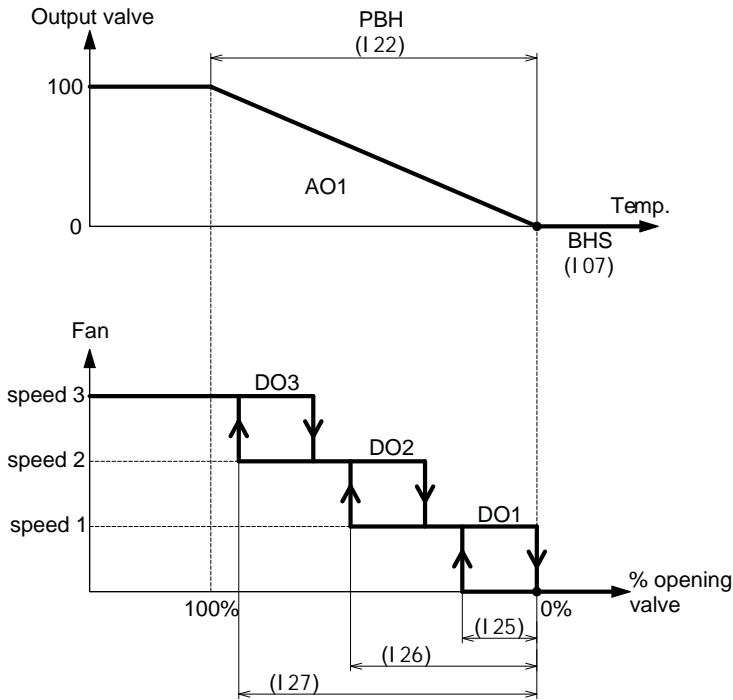 Output valve
PBH
(I 22)
100
AO1
0
Temp.
BHS
(I 07)
Fan
speed 3
DO3
speed 2
DO2
speed 1
DO1
% opening
valve
100%
0%
(I 25)
(I 26)
(I 27)